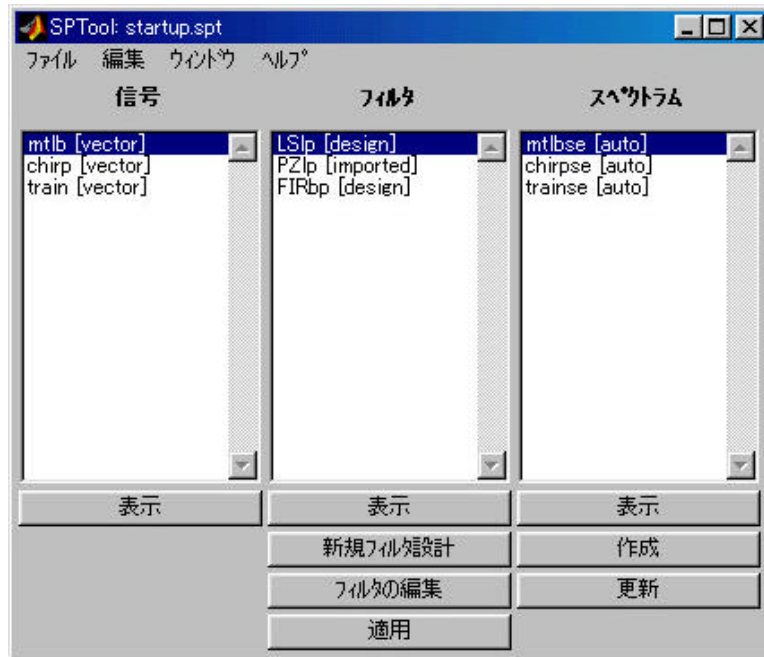 SPTool: startup.spt
ファイル 編集 ウィンドウ ヘルプ
信号
mtlb [vector]
chirp [vector]
train [vector]
表示
フィルタ
LSlp [design]
PZlp [imported]
FIRbp [design]
表示
新規フィルタ設計
フィルタの編集
適用
スペクトラム
mtlbse [auto]
chirpse [auto]
trainse [auto]
表示
作成
更新